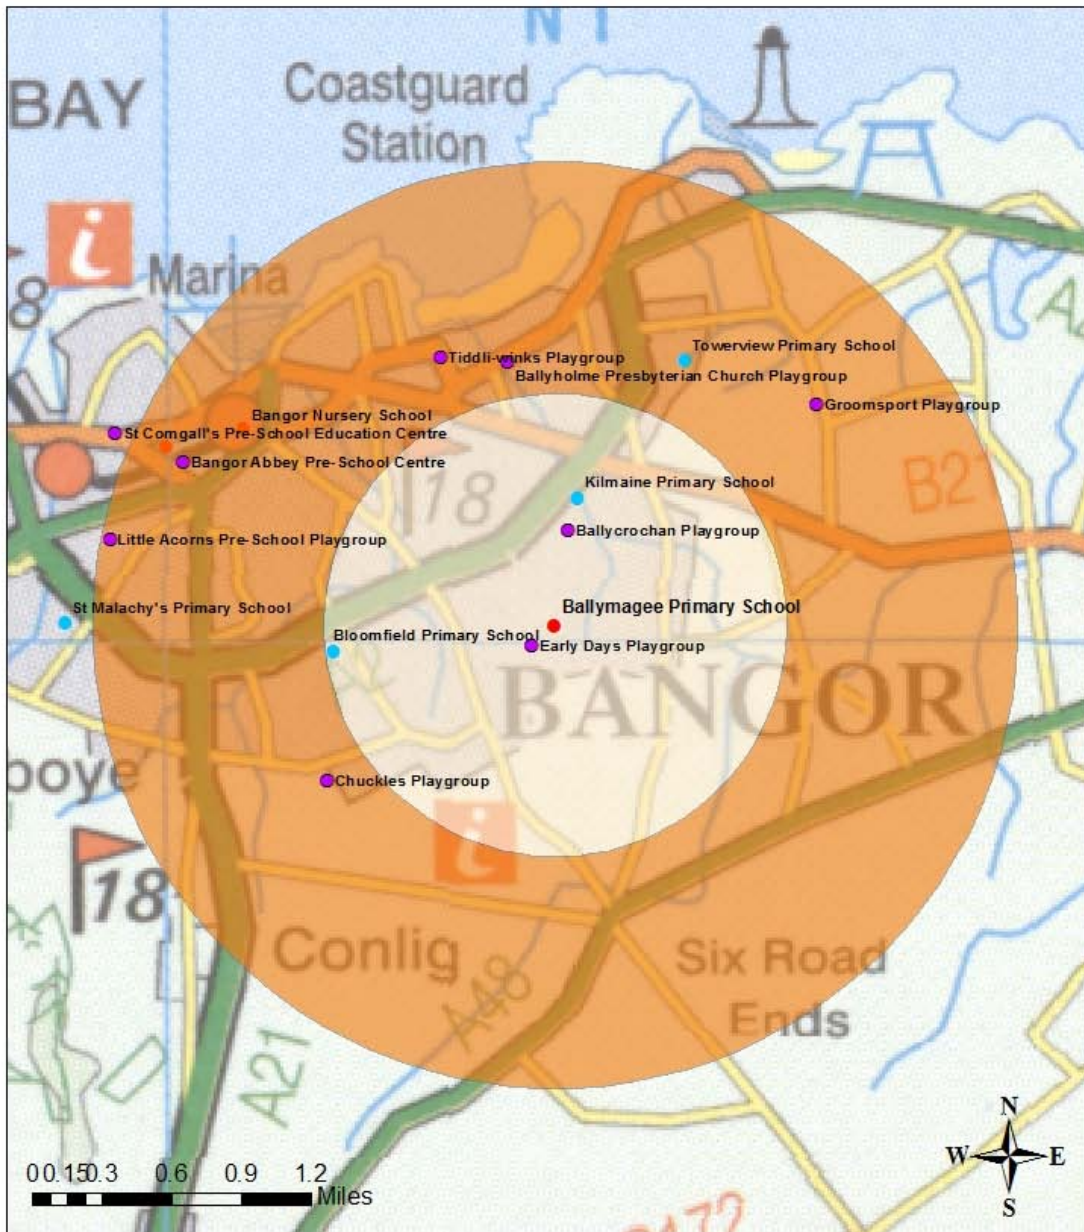 N 1
BAY
Coastguard
Station
i
Marina
8
Tiddli-winks Playgroup
Towerview Primary School
Ballyholme Presbyterian Church Playgroup
Groomsport Playgroup
Bangor Nursery School
St Comgall's Pre-School Education Centre
Bangor Abbey Pre-School Centre
18
B21
Kilmaine Primary School
Ballycrochan Playgroup
Little Acorns Pre-School Playgroup
St Malachy's Primary School
Ballymagee Primary School
Bloomfield Primary School
Early Days Playgroup
BANGOR
Chuckles Playgroup
poye
i
18
Conlig
Six Road
Ends
A48
A21
N
W E
S
0 0.15 0.3 0.6 0.9 1.2
Miles